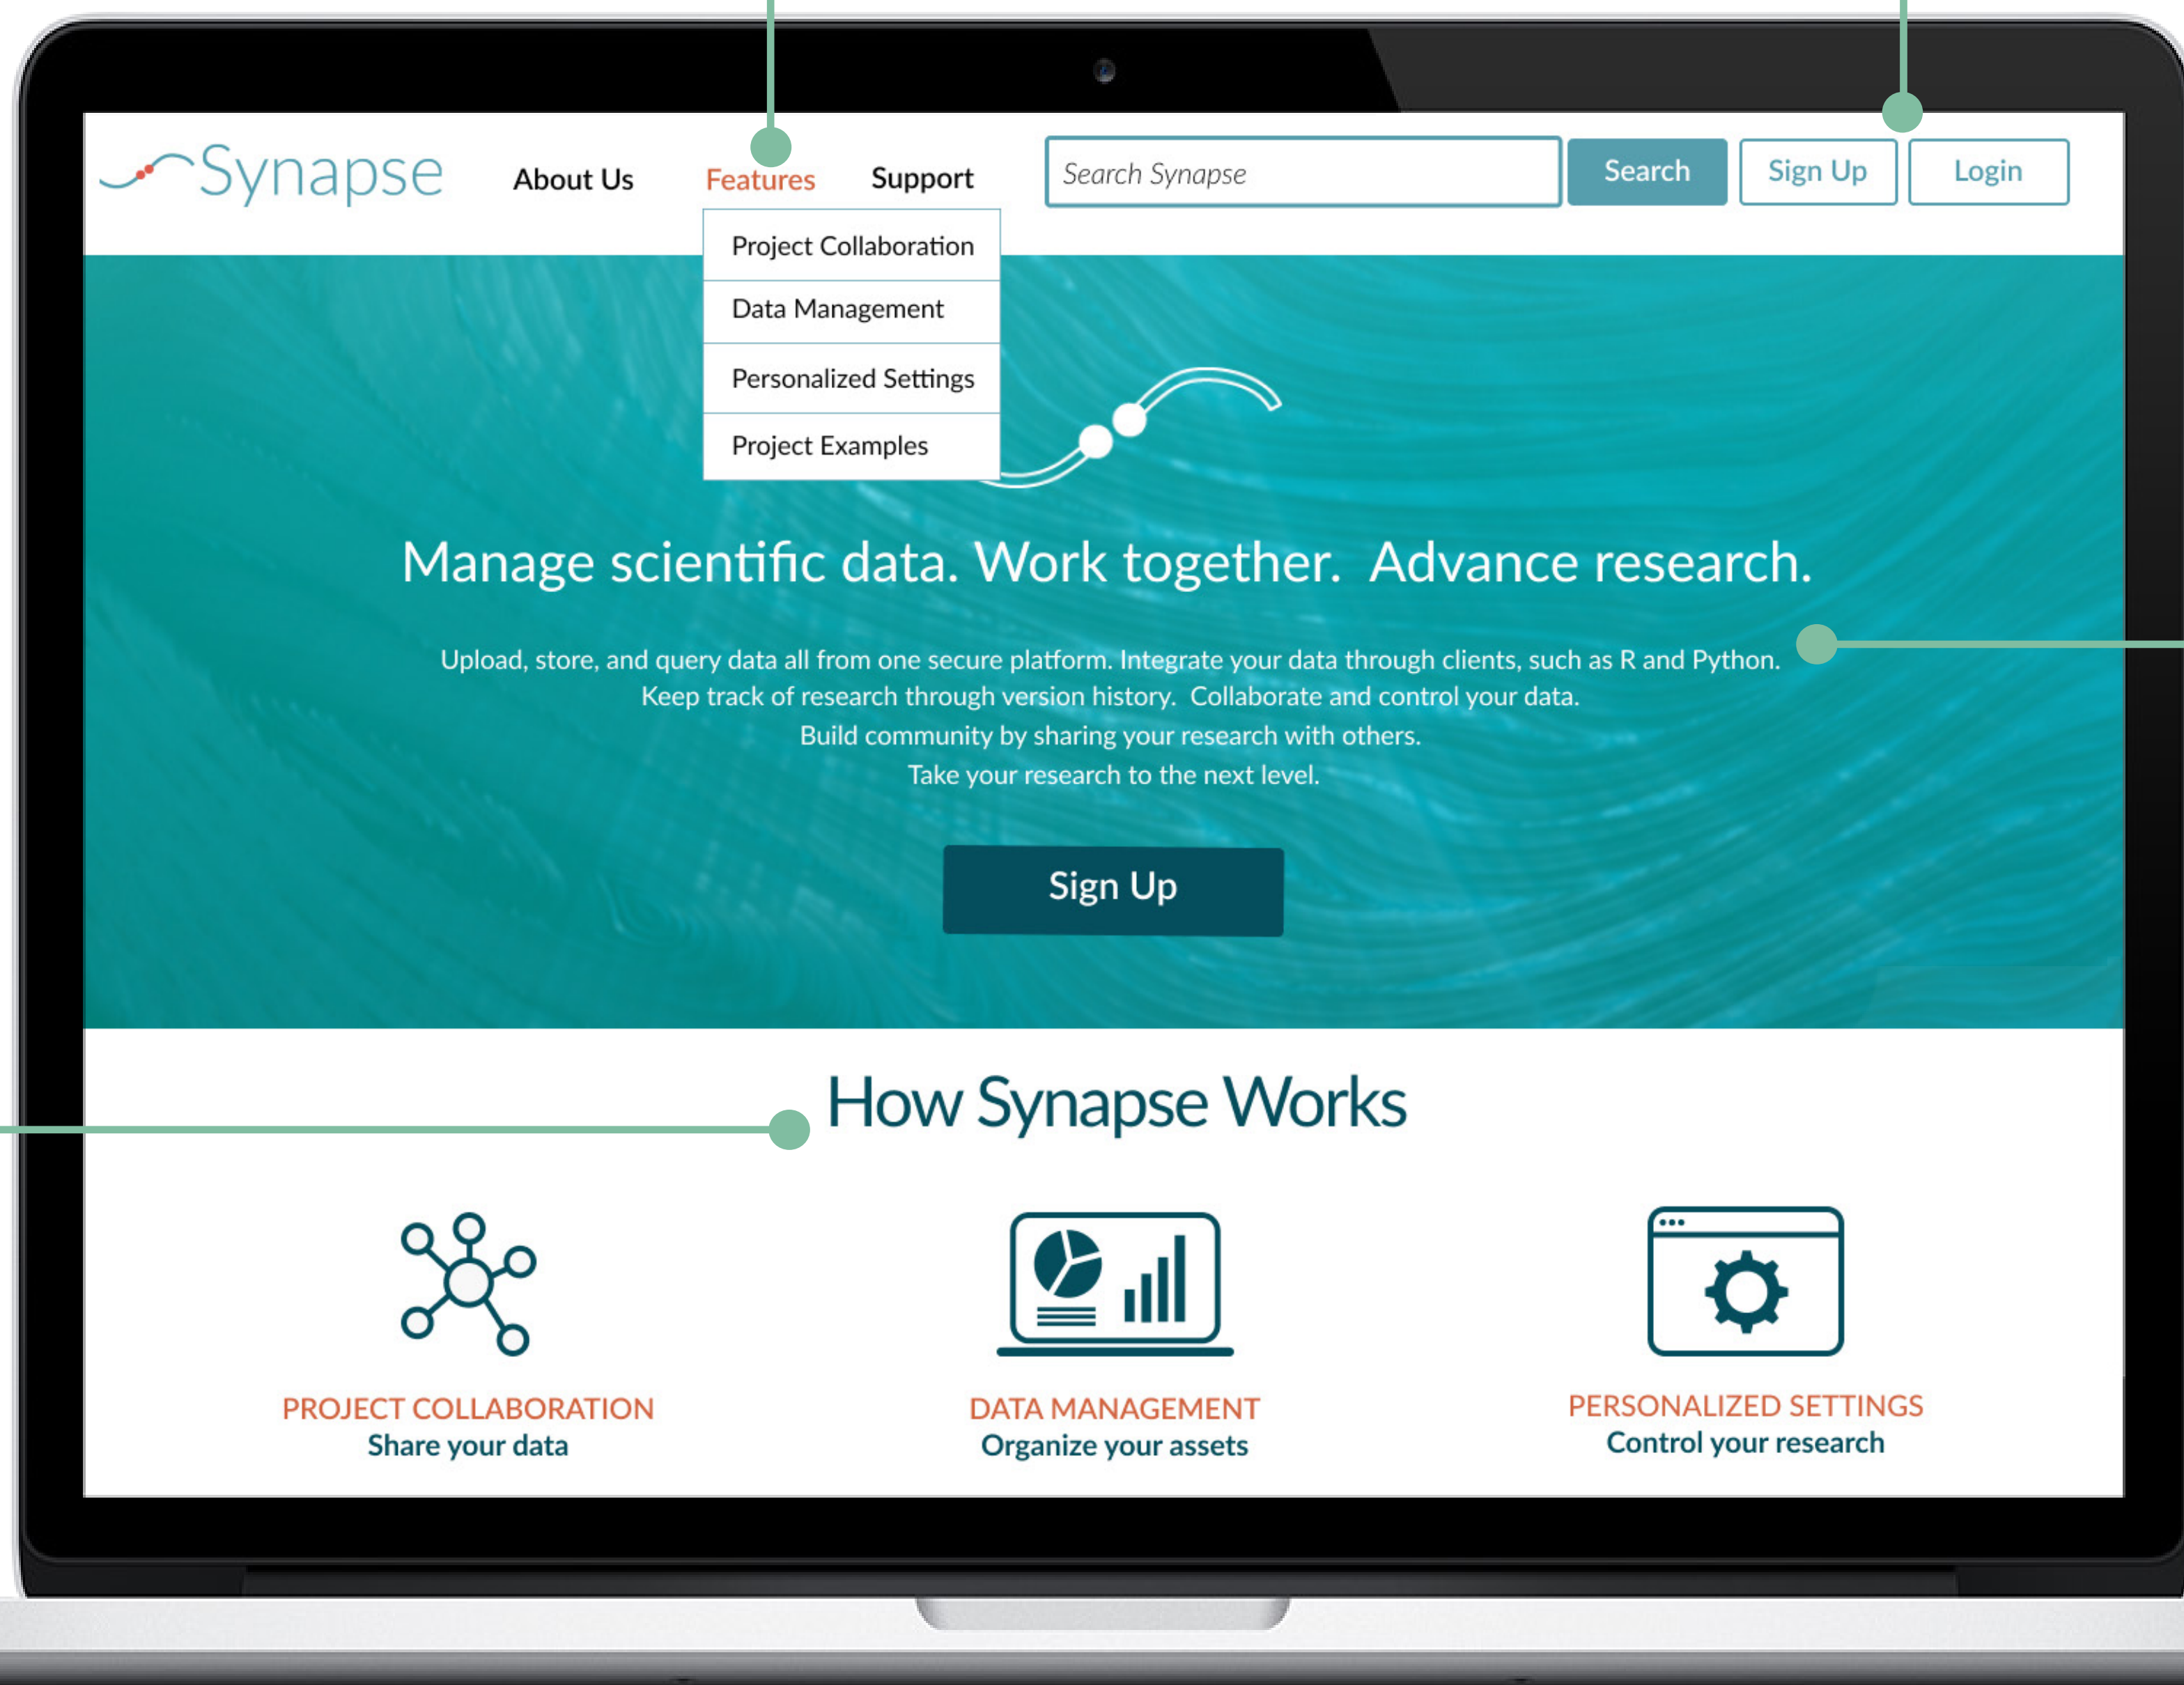 Synapse
About Us
Features
Support
Search Synapse
Search
Sign Up
Login
Project Collaboration
Data Management
Personalized Settings
Project Examples
Manage scientific data. Work together.  Advance research.
Upload, store, and query data all from one secure platform. Integrate your data through clients, such as R and Python.
Keep track of research through version history.  Collaborate and control your data.
Build community by sharing your research with others.
Take your research to the next level.
Sign Up
How Synapse Works
PROJECT COLLABORATION
Share your data
DATA MANAGEMENT
Organize your assets
PERSONALIZED SETTINGS
Control your research